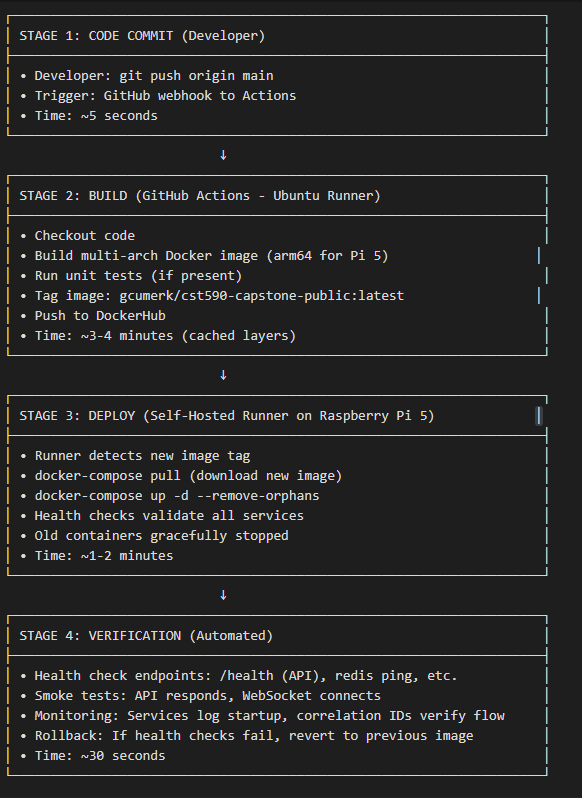 STAGE 1: CODE COMMIT (Developer)
• Developer: git push origin main
• Trigger: GitHub webhook to Actions
• Time: ~5 seconds
↓
STAGE 2: BUILD (GitHub Actions - Ubuntu Runner)
• Checkout code
• Build multi-arch Docker image (arm64 for Pi 5)
• Run unit tests (if present)
• Tag image: gcumerk/cst590-capstone-public:latest
• Push to DockerHub
• Time: ~3-4 minutes (cached layers)
↓
STAGE 3: DEPLOY (Self-Hosted Runner on Raspberry Pi 5)
• Runner detects new image tag
• docker-compose pull (download new image)
• docker-compose up -d --remove-orphans
• Health checks validate all services
• Old containers gracefully stopped
• Time: ~1-2 minutes
↓
STAGE 4: VERIFICATION (Automated)
• Health check endpoints: /health (API), redis ping, etc.
• Smoke tests: API responds, WebSocket connects
• Monitoring: Services log startup, correlation IDs verify flow
• Rollback: If health checks fail, revert to previous image
• Time: ~30 seconds